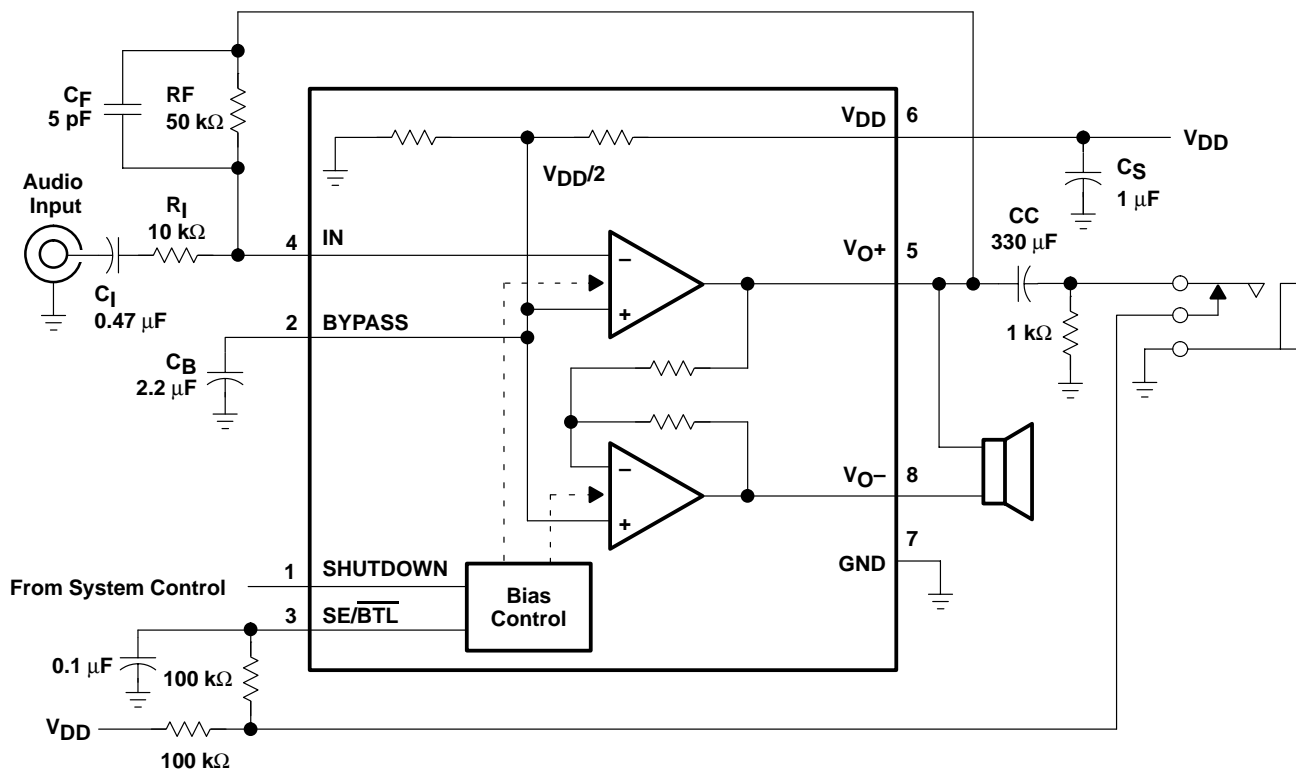 CF
5 pF
RF
50 kΩ
VDD
6
VDD
VDD/2
CS
1 μF
Audio
Input
RI
10 kΩ
CI
0.47 μF
4
IN
−
+
VO+
5
CC
330 μF
1 kΩ
2
BYPASS
CB
2.2 μF
−
+
VO−
8
7
GND
From System Control
1
SHUTDOWN
3
SE/BTL
Bias
Control
0.1 μF
100 kΩ
VDD
100 kΩ